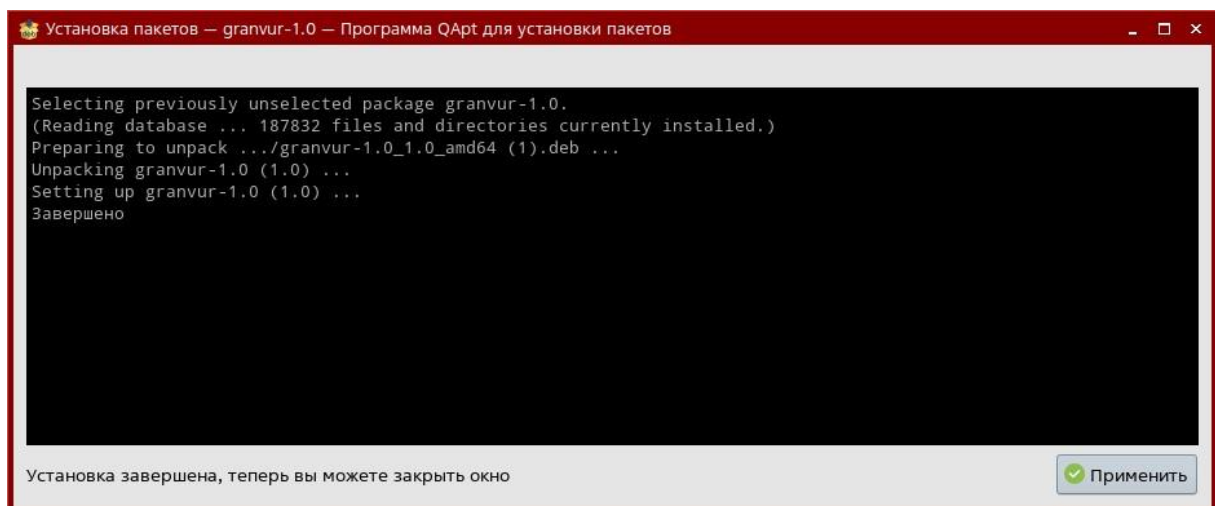 Установка пакетов — granvur-1.0 — Программа QApt для установки пакетов
Selecting previously unselected package granvur-1.0.
(Reading database ... 187832 files and directories currently installed.)
Preparing to unpack .../granvur-1.0_1.0_amd64 (1).deb ...
Unpacking granvur-1.0 (1.0) ...
Setting up granvur-1.0 (1.0) ...
Завершено
Установка завершена, теперь вы можете закрыть окно
Применить